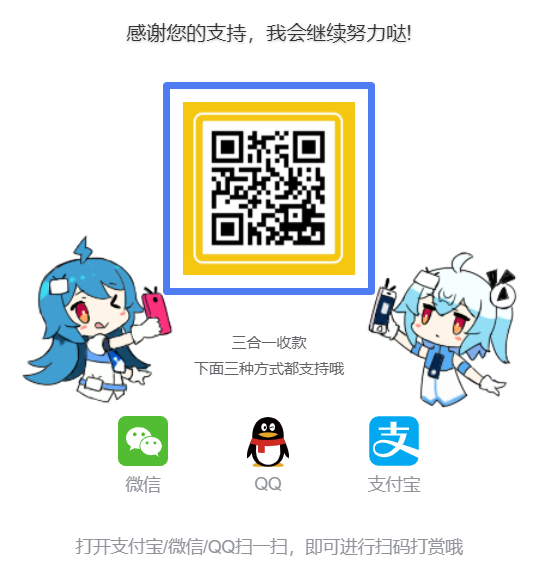 感谢您的支持，我会继续努力哒!
三合一收款
下面三种方式都支持哦
支
微信
QQ
支付宝
打开支付宝/微信/QQ扫一扫，即可进行扫码打赏哦